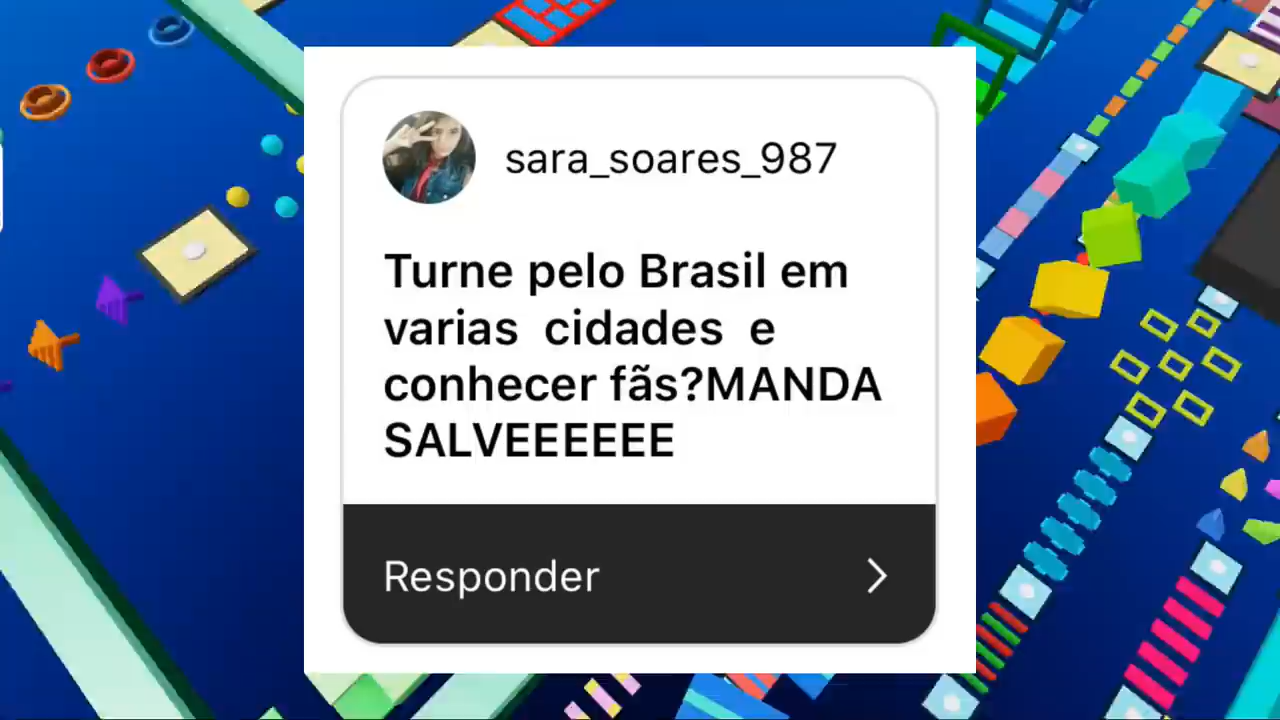 sara_soares_987
Turne pelo Brasil em
varias  cidades  e
conhecer fãs?MANDA
SALVEEEEEE
Responder